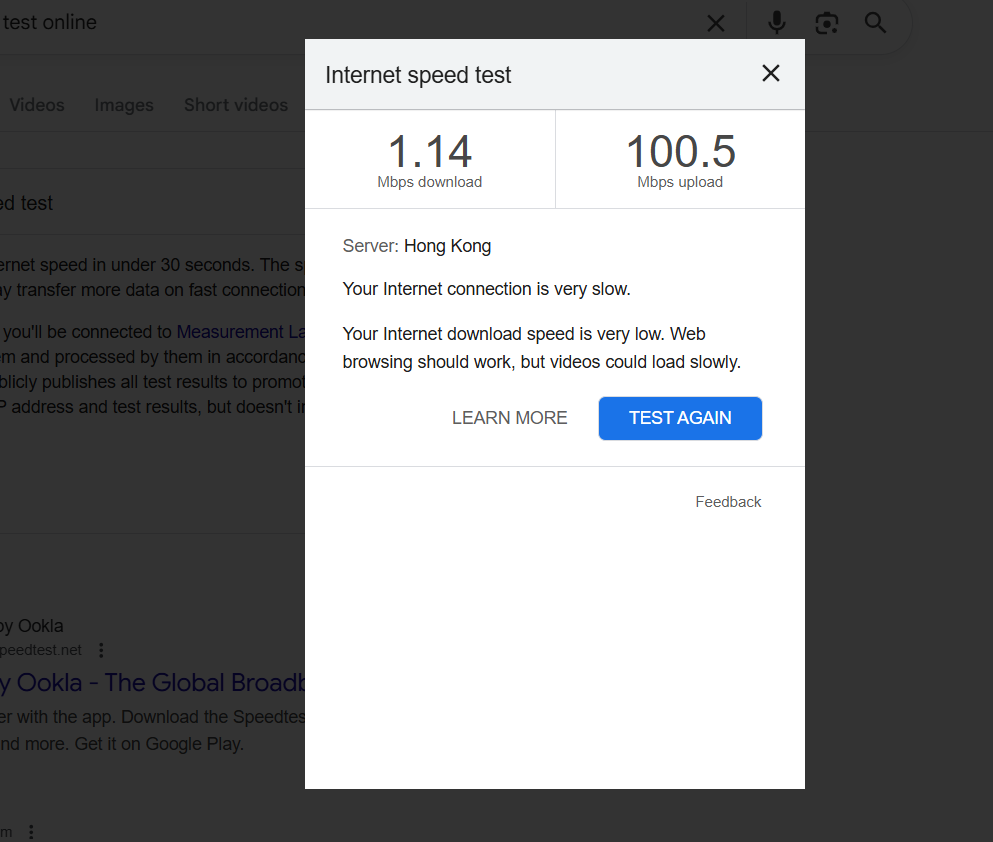 test online
Internet speed test
Videos Images Short videos
1.14 100.5
Mbps download Mbps upload
ed test
Server: Hong Kong
ernet speed in under 30 seconds. The s
y transfer more data on fast connection
Your Internet connection is very slow.
you'll be connected to Measurement La
Your Internet download speed is very low. Web
em and processed by them in accordanc
browsing should work, but videos could load slowly.
blicly publishes all test results to promot
P address and test results, but doesn't in
LEARN MORE TEST AGAIN
Feedback
by Ookla
peedtest.net
y Ookla - The Global Broadb
er with the app. Download the Speedtes
nd more. Get it on Google Play.
m